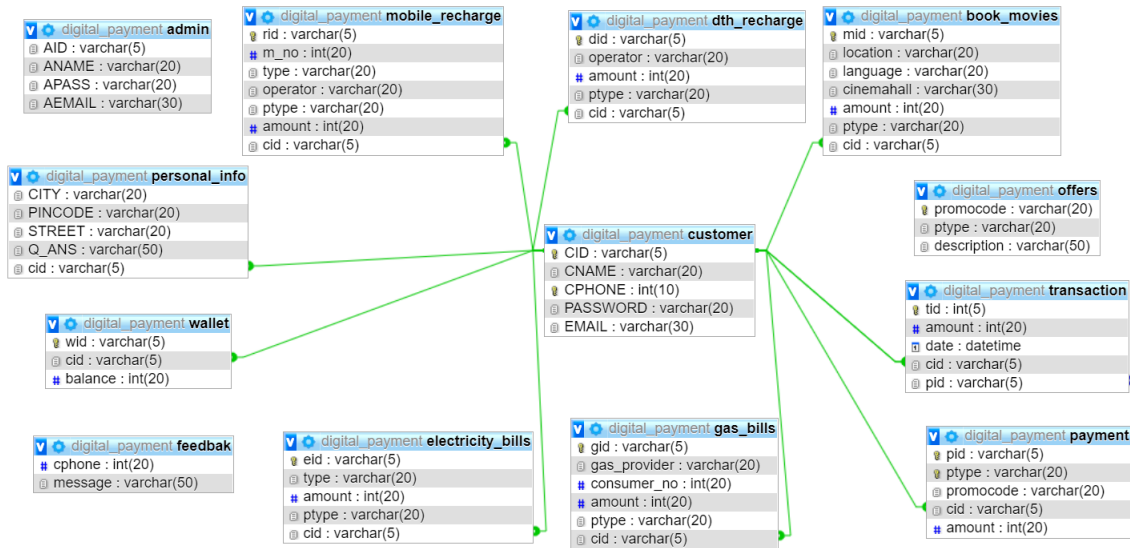 digital_payment admin
AID : varchar(5)
ANAME : varchar(20)
APASS : varchar(20)
AEMAIL : varchar(30)
digital_payment mobile_recharge
rid : varchar(5)
m_no : int(20)
type : varchar(20)
operator : varchar(20)
ptype : varchar(20)
amount : int(20)
cid : varchar(5)
digital_payment dth_recharge
did : varchar(5)
operator : varchar(20)
amount : int(20)
ptype : varchar(20)
cid : varchar(5)
digital_payment book_movies
mid : varchar(5)
location : varchar(20)
language : varchar(20)
cinemahall : varchar(30)
amount : int(20)
ptype : varchar(20)
cid : varchar(5)
digital_payment personal_info
CITY : varchar(20)
PINCODE : varchar(20)
STREET : varchar(20)
Q_ANS : varchar(50)
cid : varchar(5)
digital_payment customer
CID : varchar(5)
CNAME : varchar(20)
CPHONE : int(10)
PASSWORD : varchar(20)
EMAIL : varchar(30)
digital_payment offers
promocode : varchar(20)
ptype : varchar(20)
description : varchar(50)
digital_payment wallet
wid : varchar(5)
cid : varchar(5)
balance : int(20)
digital_payment transaction
tid : int(5)
amount : int(20)
date : datetime
cid : varchar(5)
pid : varchar(5)
digital_payment feedbak
cphone : int(20)
message : varchar(50)
digital_payment electricity_bills
eid : varchar(5)
type : varchar(20)
amount : int(20)
ptype : varchar(20)
cid : varchar(5)
digital_payment gas_bills
gid : varchar(5)
gas_provider : varchar(20)
consumer_no : int(20)
amount : int(20)
ptype : varchar(20)
cid : varchar(5)
digital_payment payment
pid : varchar(5)
ptype : varchar(20)
promocode : varchar(20)
cid : varchar(5)
amount : int(20)